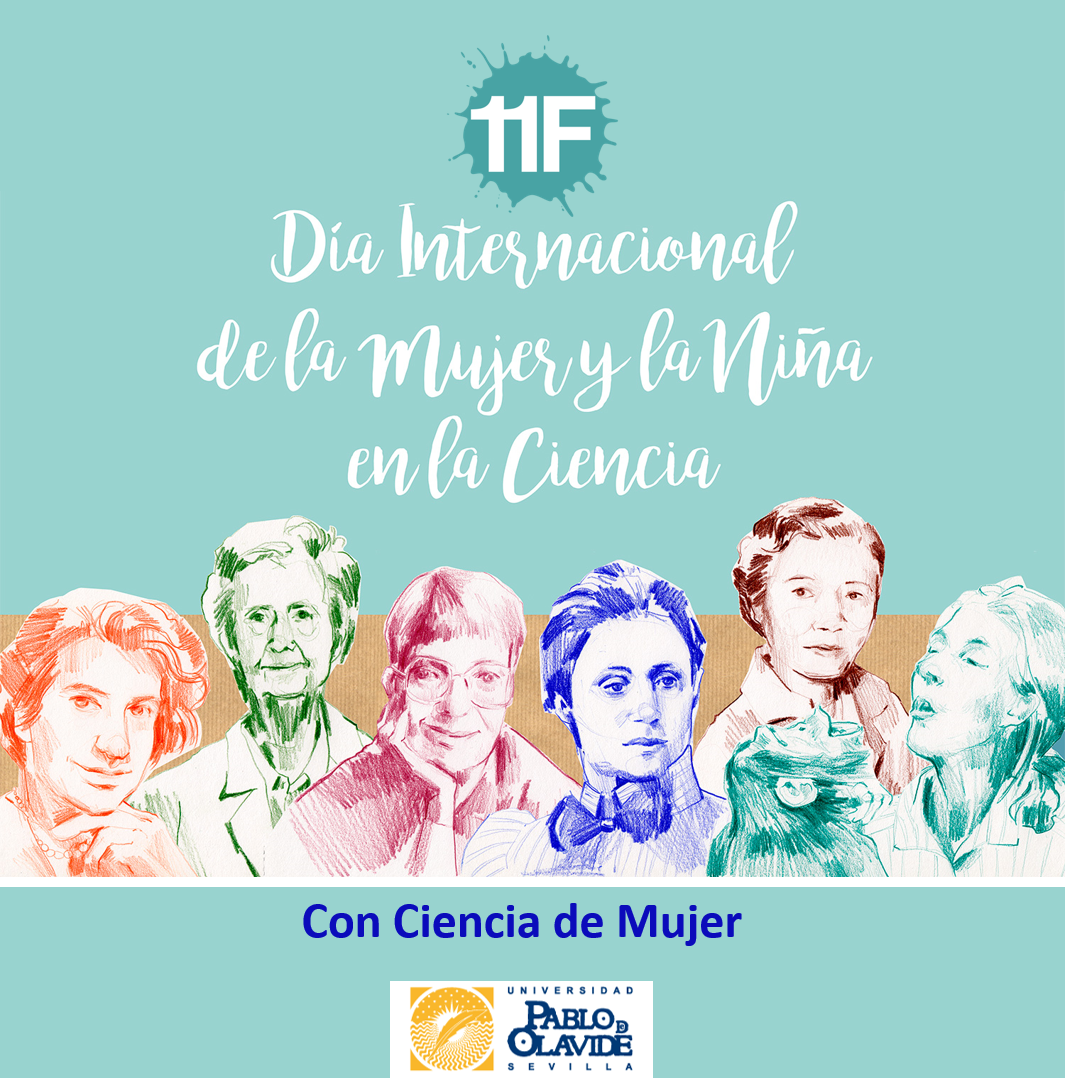 11F
Día Internacional
de la Mujer y la Niña
en la Ciencia
Con Ciencia de Mujer
UNIVERSIDAD
PABLO DE
OLAVIDE
SEVILLA